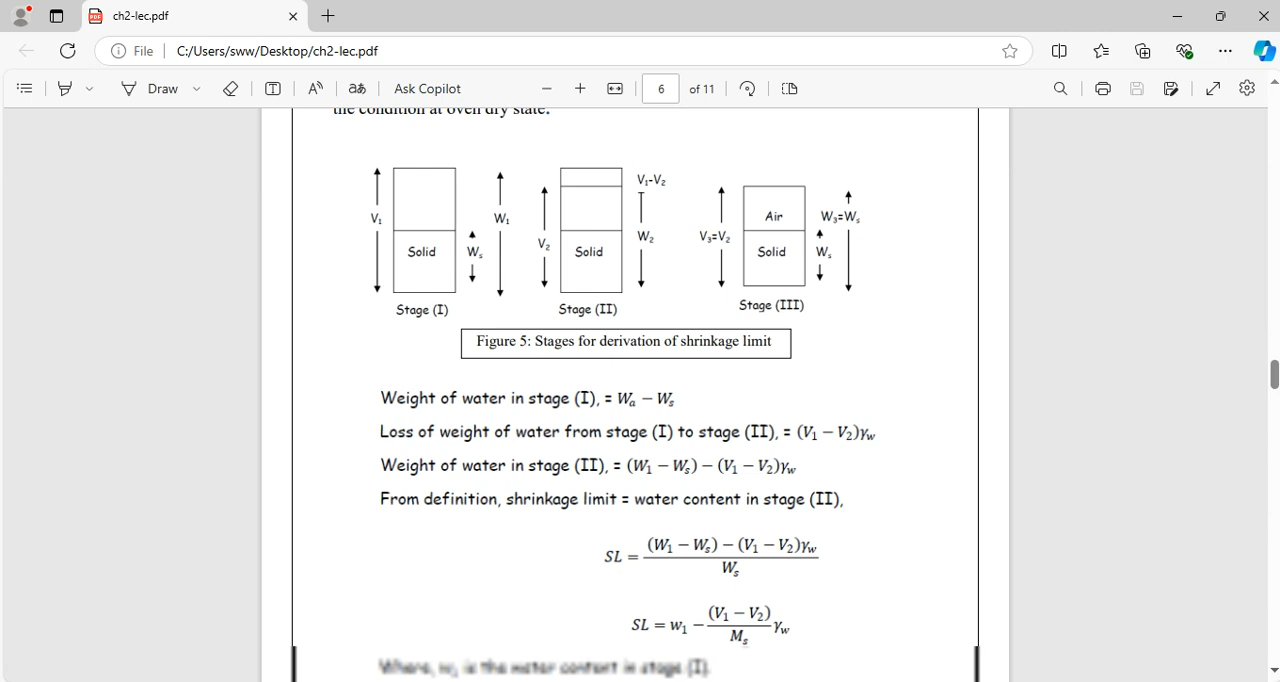 ch2-lec.pdf
File | C:/Users/sww/Desktop/ch2-lec.pdf
Draw
Ask Copilot
6 of 11
the condition at oven dry state.
V₁ W₁ Solid Wₛ
V₁-V₂ V₂ W₂ Solid
V₃=V₂ Air W₃=Wₛ Solid Wₛ
Stage (I) Stage (II) Stage (III)
Figure 5: Stages for derivation of shrinkage limit
Weight of water in stage (I), = Wₐ − Wₛ
Loss of weight of water from stage (I) to stage (II), = (V₁ − V₂)γ_w
Weight of water in stage (II), = (W₁ − Wₛ) − (V₁ − V₂)γ_w
From definition, shrinkage limit = water content in stage (II),
SL = ((W₁ − Wₛ) − (V₁ − V₂)γ_w) / Wₛ
SL = w₁ − ((V₁ − V₂) / Mₛ) γ_w
Where, w₁ is the water content in stage (I).